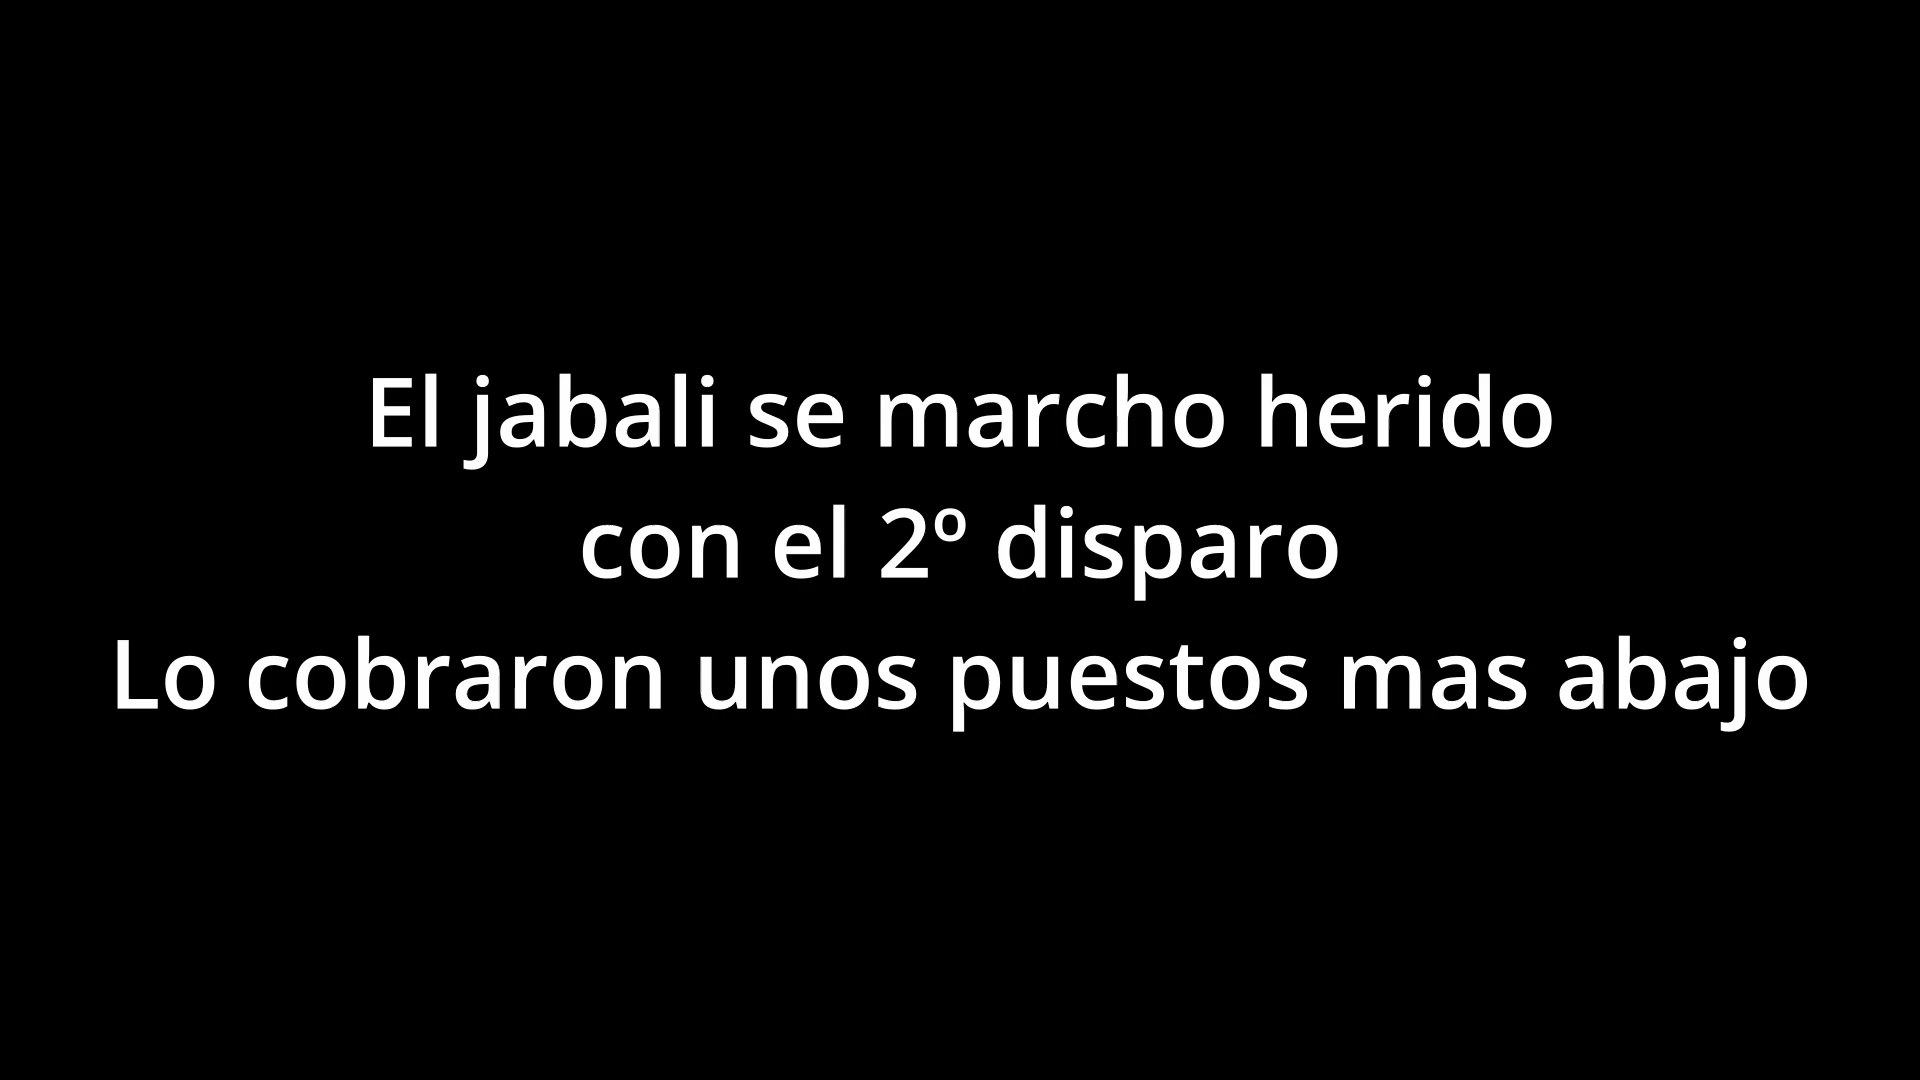 El jabali se marcho herido
con el 2º disparo
Lo cobraron unos puestos mas abajo